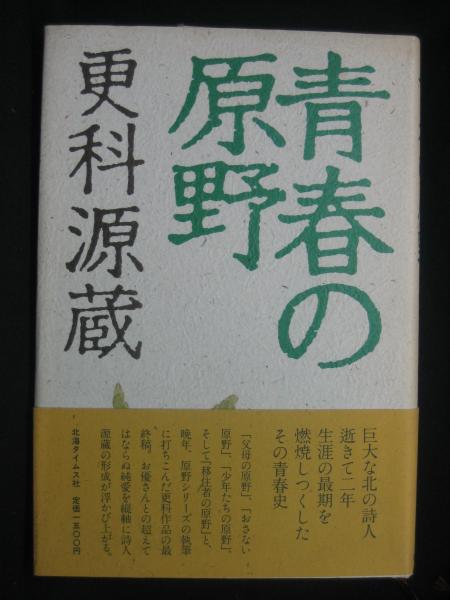 青春の
原野
更科源蔵
巨大な北の詩人
逝きて二年
生涯の最期を
燃焼しつくした
その青春史
「父母の原野」、「おさない
原野」、「少年たちの原野」、
そして「移住者の原野」と、
晩年、原野シリーズの執筆
に打ちこんだ更科作品の最
終稿。お優さんとの超えて
はならぬ純愛を縦軸に詩人
源蔵の形成が浮かび上がる。
北海タイムス社 定価一五〇〇円